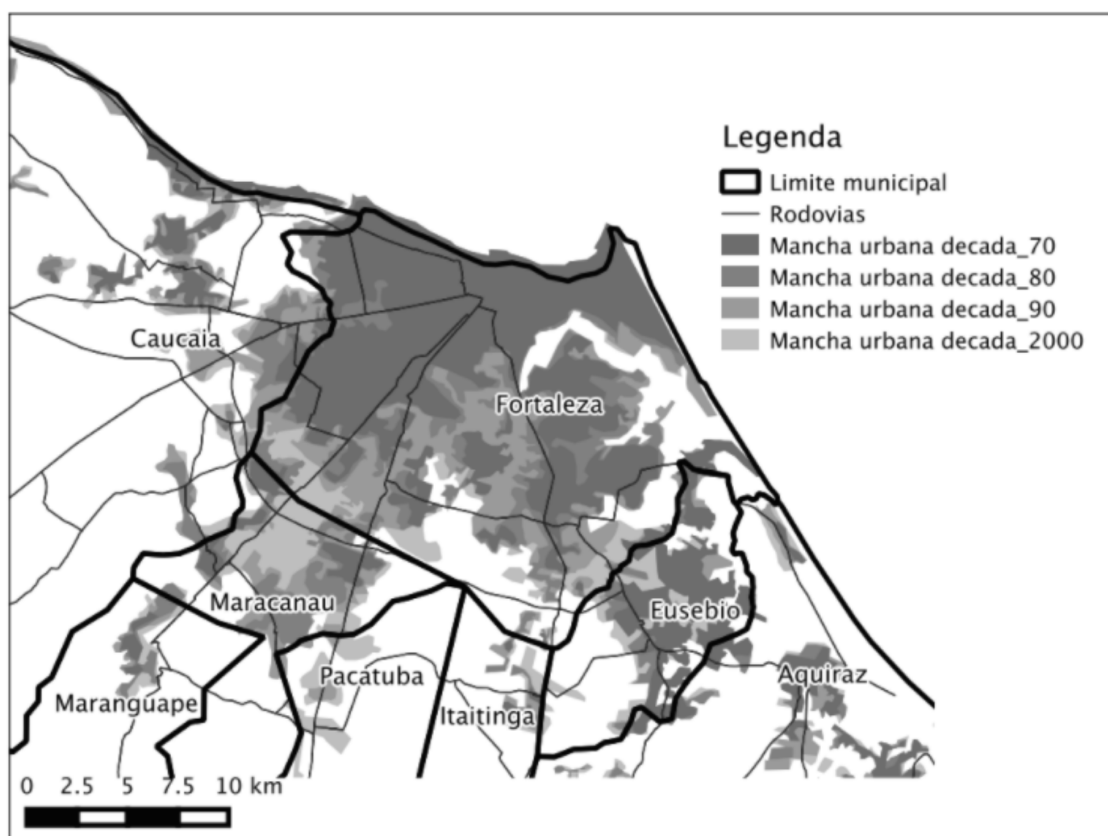 Legenda
Limite municipal
Rodovias
Mancha urbana decada_70
Mancha urbana decada_80
Mancha urbana decada_90
Mancha urbana decada_2000
Caucaia
Fortaleza
Maracanau
Eusebio
Pacatuba
Aquiraz
Maranguape
Itaitinga
0 2.5 5 7.5 10 km